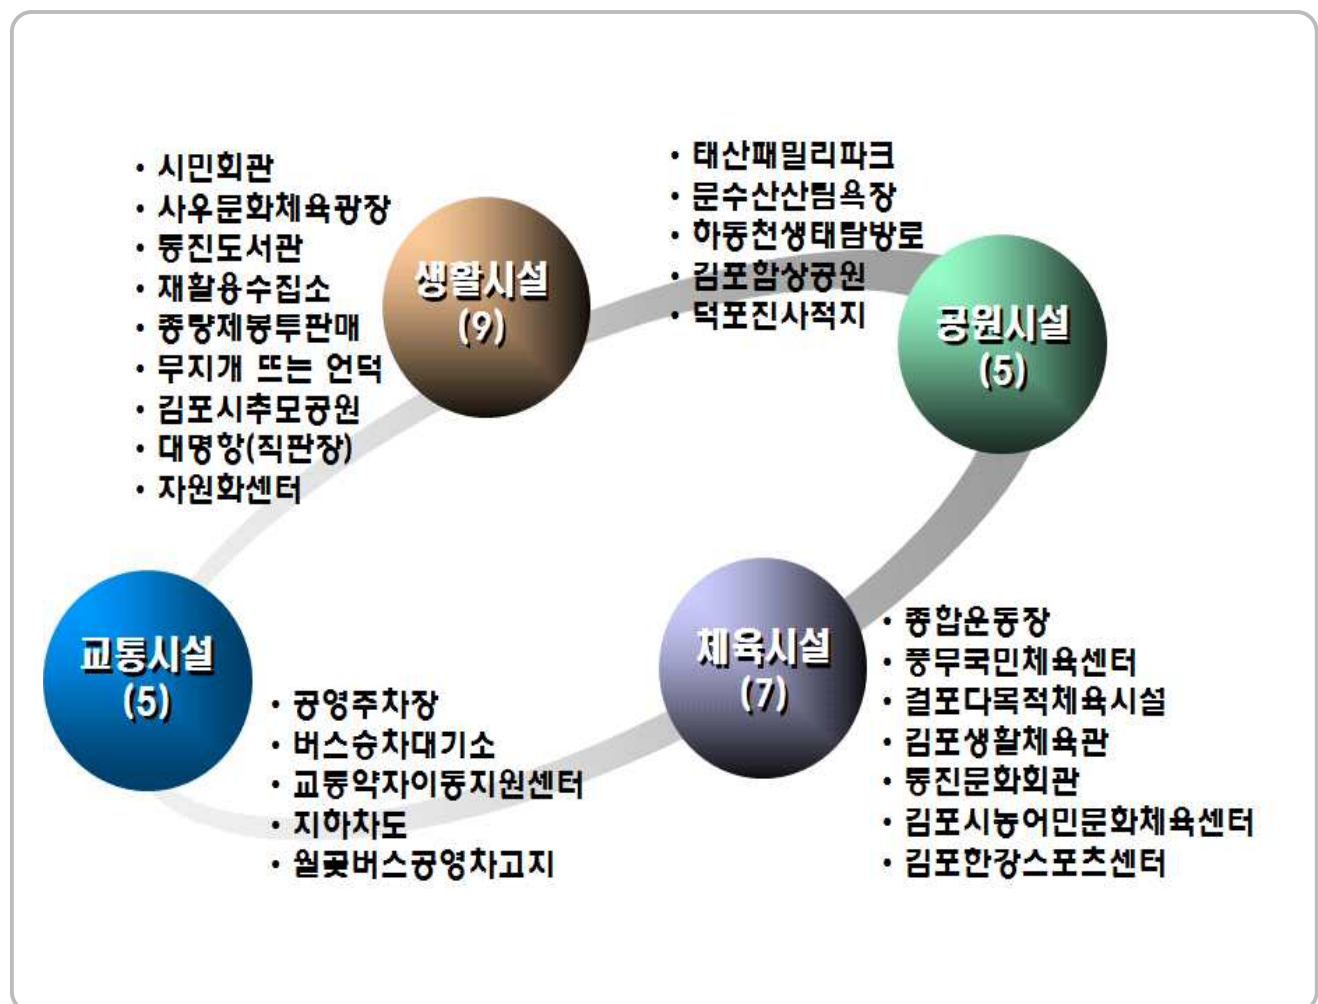 • 시민회관
• 사우문화체육광장
• 통진도서관
• 재활용수집소
• 종량제봉투판매
• 무지개 뜨는 언덕
• 김포시추모공원
• 대명항(직판장)
• 자원화센터
생활시설
(9)
• 태산패밀리파크
• 문수산산림욕장
• 하동천생태탐방로
• 김포함상공원
• 덕포진사적지
공원시설
(5)
교통시설
(5)
• 공영주차장
• 버스승차대기소
• 교통약자이동지원센터
• 지하차도
• 월곶버스공영차고지
체육시설
(7)
• 종합운동장
• 풍무국민체육센터
• 걸포다목적체육시설
• 김포생활체육관
• 통진문화회관
• 김포시농어민문화체육센터
• 김포한강스포츠센터